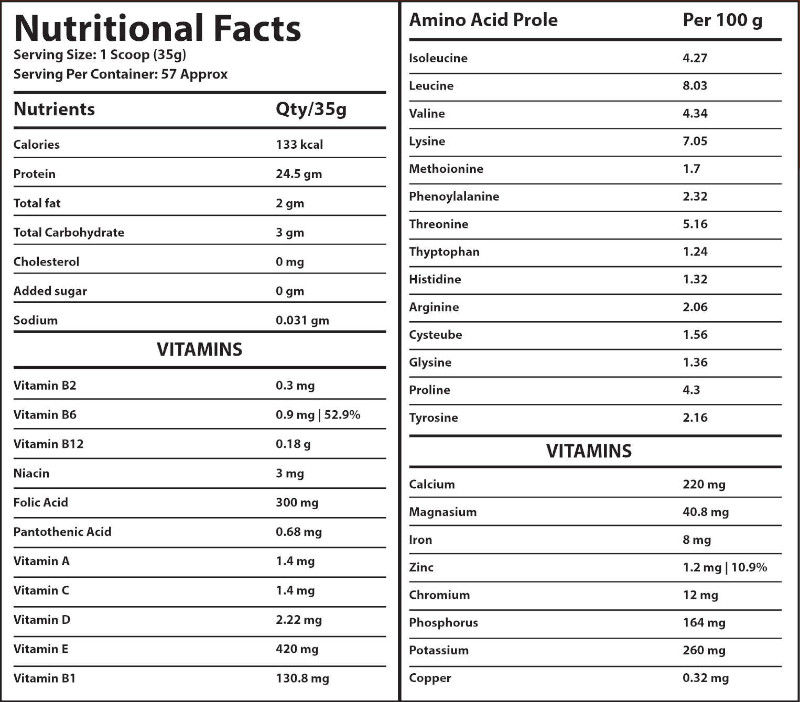 Nutritional Facts
Serving Size: 1 Scoop (35g)
Serving Per Container: 57 Approx
Nutrients Qty/35g
Calories 133 kcal
Protein 24.5 gm
Total fat 2 gm
Total Carbohydrate 3 gm
Cholesterol 0 mg
Added sugar 0 gm
Sodium 0.031 gm
VITAMINS
Vitamin B2 0.3 mg
Vitamin B6 0.9 mg | 52.9%
Vitamin B12 0.18 g
Niacin 3 mg
Folic Acid 300 mg
Pantothenic Acid 0.68 mg
Vitamin A 1.4 mg
Vitamin C 1.4 mg
Vitamin D 2.22 mg
Vitamin E 420 mg
Vitamin B1 130.8 mg
Amino Acid Prole Per 100 g
Isoleucine 4.27
Leucine 8.03
Valine 4.34
Lysine 7.05
Methoionine 1.7
Phenoylalanine 2.32
Threonine 5.16
Thyptophan 1.24
Histidine 1.32
Arginine 2.06
Cysteube 1.56
Glysine 1.36
Proline 4.3
Tyrosine 2.16
VITAMINS
Calcium 220 mg
Magnasium 40.8 mg
Iron 8 mg
Zinc 1.2 mg | 10.9%
Chromium 12 mg
Phosphorus 164 mg
Potassium 260 mg
Copper 0.32 mg